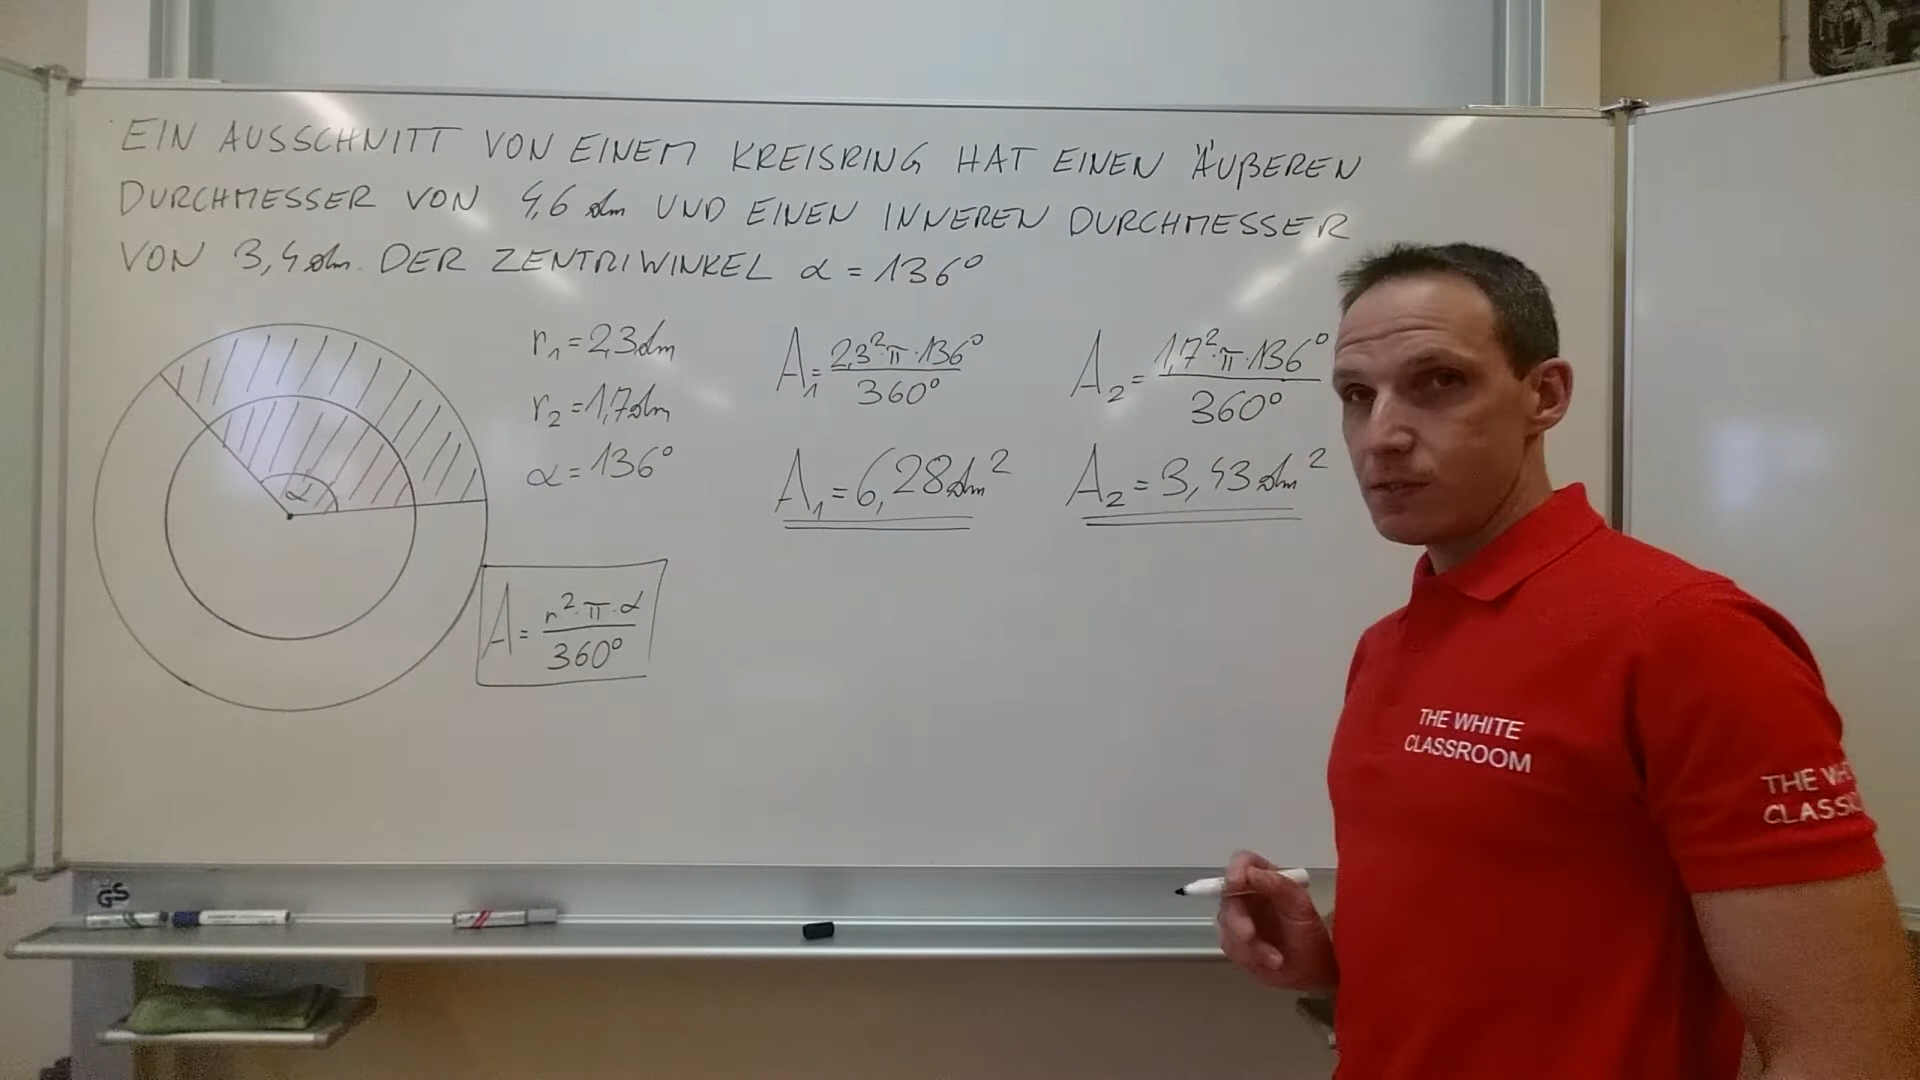 EIN AUSSCHNITT VON EINEM KREISRING HAT EINEN ÄUßEREN
DURCHMESSER VON 4,6 dm UND EINEN INNEREN DURCHMESSER
VON 3,4 dm. DER ZENTRIWINKEL α = 136°
r₁ = 2,3 dm
r₂ = 1,7 dm
α = 136°
α
A = r²·π·α / 360°
A₁ = 2,3²·π·136° / 360°
A₁ = 6,28 dm²
A₂ = 1,7²·π·136° / 360°
A₂ = 3,43 dm²
THE WHITE
CLASSROOM
THE
GS